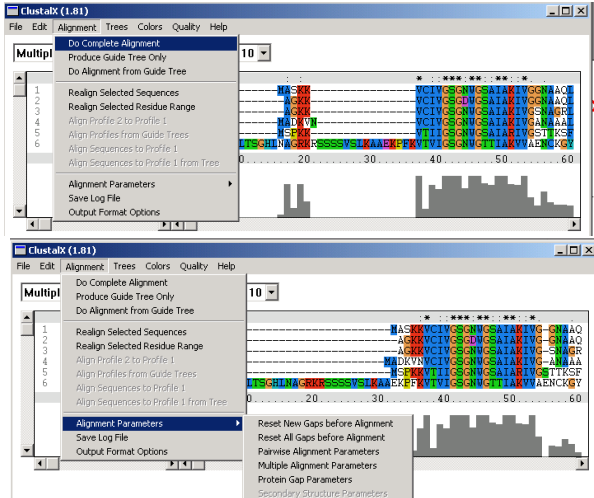 ClustalX (1.81)
File Edit Alignment Trees Colors Quality Help
Do Complete Alignment
Multipl 10
Produce Guide Tree Only
Do Alignment from Guide Tree
Realign Selected Sequences
1 MASKK VCIVGSGNWGSAIAKIVGGNAAQL
2 AGKK VCIVGSGDWGSAIAKIVGGNAAQL
Realign Selected Residue Range
3 AGKK VCIVGSGNWGSAIAKIVGSNAGRL
Align Profile 2 to Profile 1
4 MADKVN VCIVGSGNWGSAIAKIVGANAAAL
Align Profiles from Guide Trees
5 MSPKK VTIIGSGNWGSAIARIVGSTTKSF
Align Sequences to Profile 1
6 LTSGHLNAGRKRSSSSVSLKAAEKPFKVTVIGSGNWGTTIAKVVAENCKGY
Align Sequences to Profile 1 from Tree
20 30 40 50 60
Alignment Parameters
Save Log File
Output Format Options
ClustalX (1.81)
File Edit Alignment Trees Colors Quality Help
Do Complete Alignment
Multipl 10
Produce Guide Tree Only
Do Alignment from Guide Tree
Realign Selected Sequences
1 MASKKVCIVGSGNWGSAIAKIVG-GNAAQ
Realign Selected Residue Range
2 AGKKVCIVGSGDWGSAIAKIVG-GNAAQ
3 AGKKVCIVGSGNWGSAIAKIVG-SNAGR
Align Profile 2 to Profile 1
4 MADKVNVCIVGSGNWGSAIAKIVG-ANAAA
Align Profiles from Guide Trees
5 MSPKKVTIIGSGNWGSAIARIVGSTTKSF
Align Sequences to Profile 1
6 LTSGHLNAGRKRSSSSVSLKAAEKPFKVTVIGSGNWGTTIAKVVAENCKGY
Align Sequences to Profile 1 from Tree
20 30 40 50 60
Alignment Parameters
Reset New Gaps before Alignment
Save Log File
Reset All Gaps before Alignment
Output Format Options
Pairwise Alignment Parameters
Multiple Alignment Parameters
Protein Gap Parameters
Secondary Structure Parameters